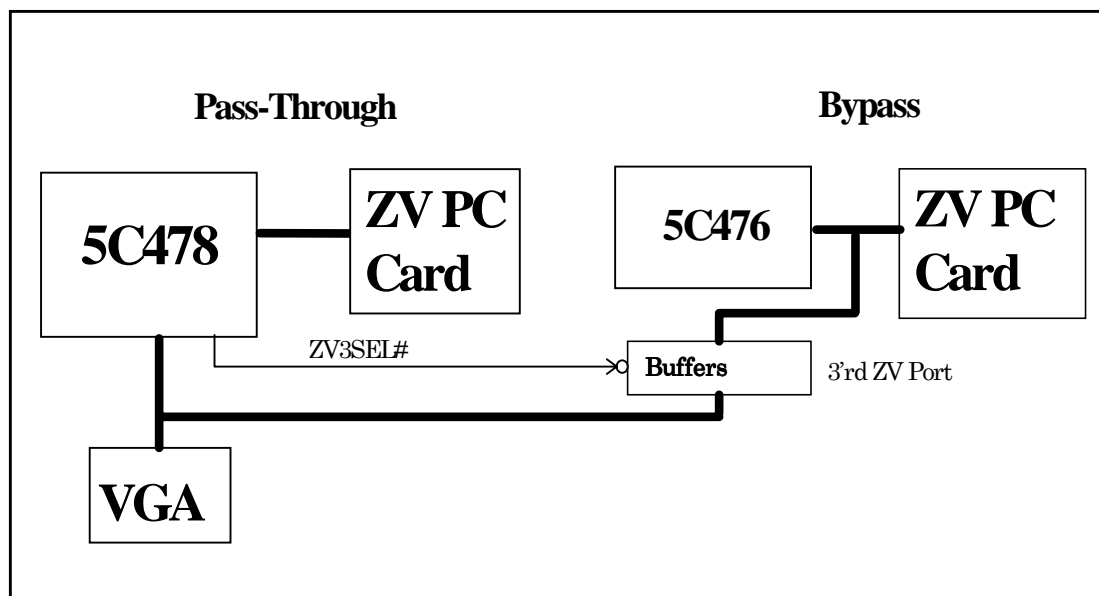 Pass-Through
Bypass
5C478
ZV PC
Card
5C476
ZV PC
Card
ZV3SEL#
Buffers
3'rd ZV Port
VGA